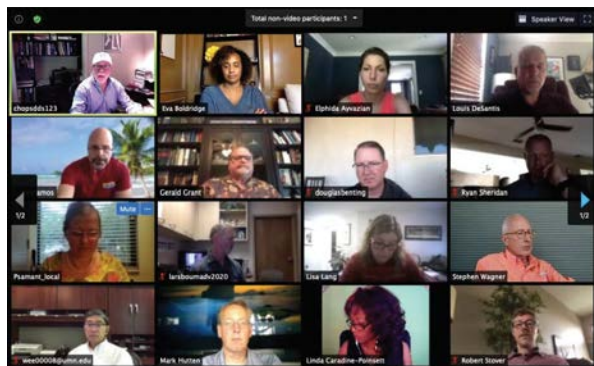 Total non-video participants: 1
Speaker View
chopsdds123
Eva Boldridge
Elphida Ayvazian
Louis DeSantis
amos
Gerald Grant
douglasbenting
Ryan Sheridan
1/2
1/2
Mute
Psamant_local
larsboumadv2020
Lisa Lang
Stephen Wagner
wee00008@umn.edu
Mark Hutten
Linda Caradine-Poinsett
Robert Stover